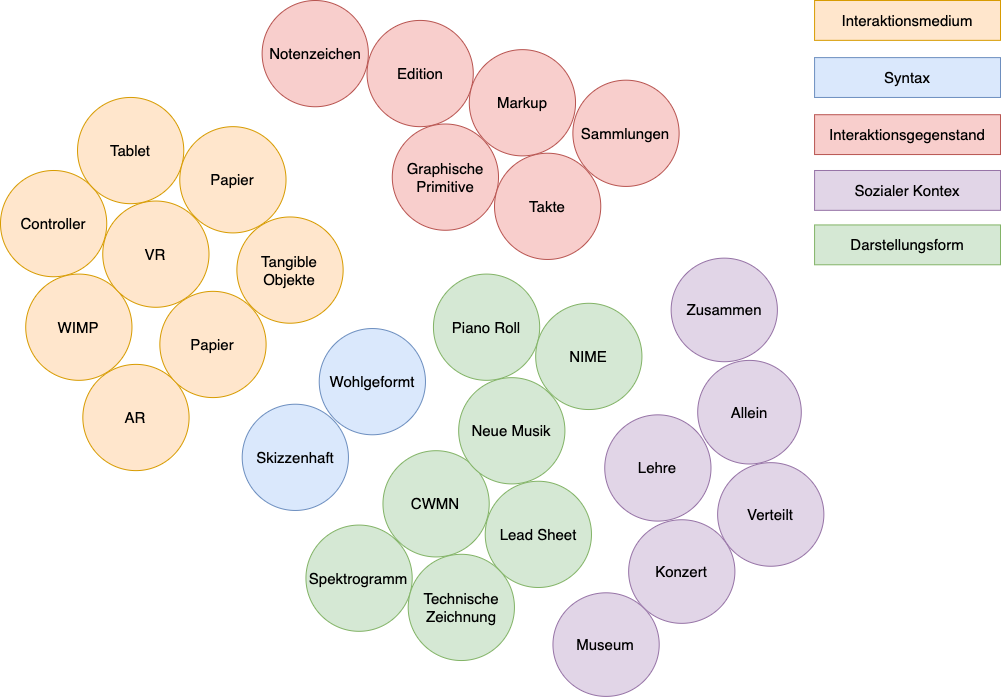 Notenzeichen
Edition
Markup
Sammlungen
Graphische
Primitive
Takte
Interaktionsmedium
Syntax
Interaktionsgegenstand
Sozialer Kontex
Darstellungsform
Tablet
Papier
Controller
VR
Tangible
Objekte
WIMP
Papier
AR
Wohlgeformt
Skizzenhaft
Piano Roll
NIME
Neue Musik
CWMN
Lead Sheet
Spektrogramm
Technische
Zeichnung
Zusammen
Allein
Lehre
Verteilt
Konzert
Museum